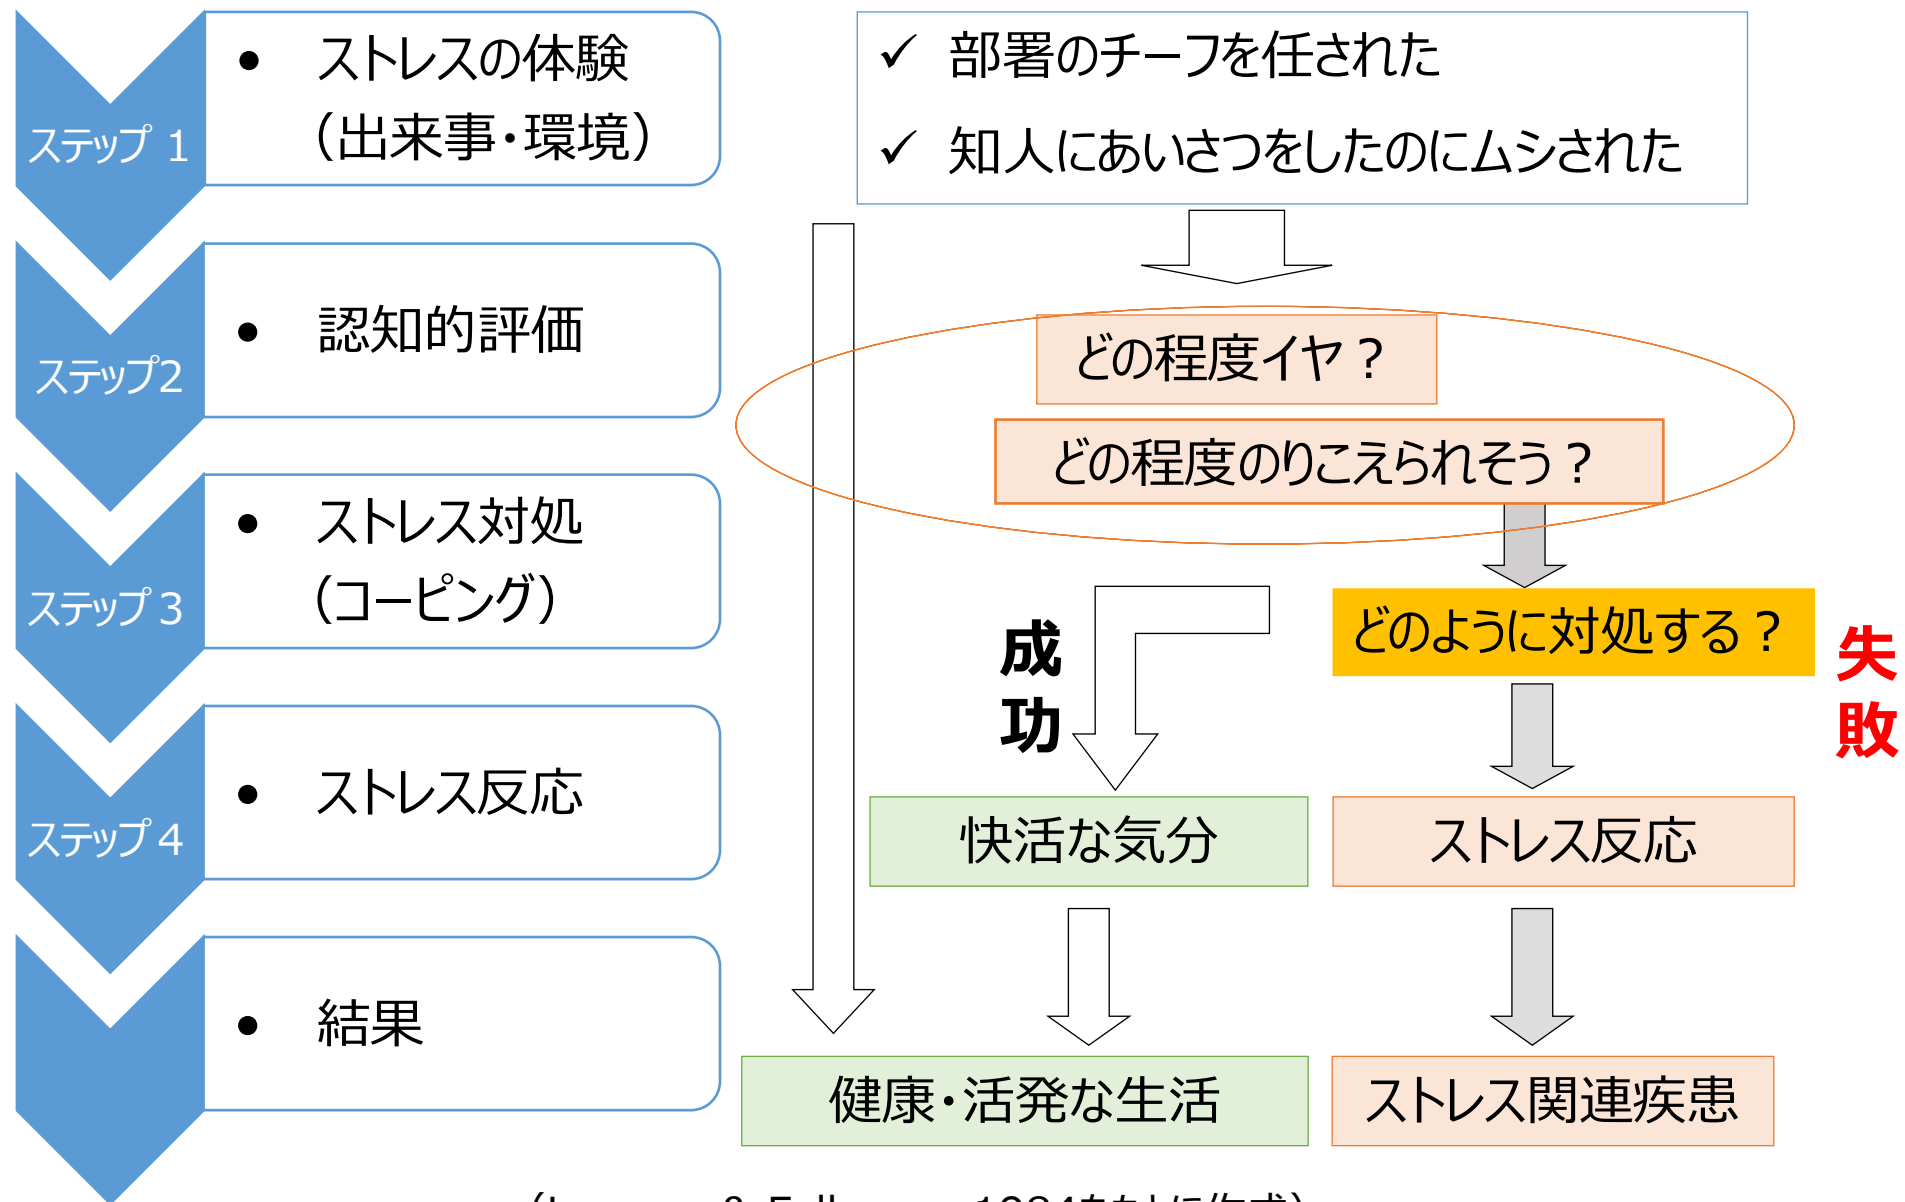 ステップ 1
• ストレスの体験
（出来事・環境）
✓ 部署のチーフを任された
✓ 知人にあいさつをしたのにムシされた
ステップ2
• 認知的評価
どの程度イヤ？
どの程度のりこえられそう？
ステップ3
• ストレス対処
（コーピング）
成功
どのように対処する？
失敗
ステップ4
• ストレス反応
快活な気分
ストレス反応
• 結果
健康・活発な生活
ストレス関連疾患